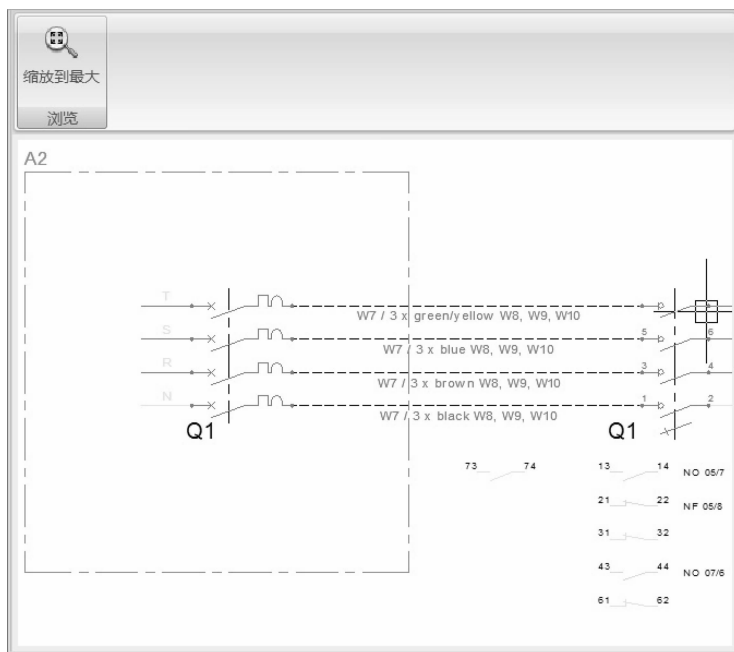 缩放到最大
浏览
A2
T
W7 / 3 x green/yellow W8, W9, W10
S 5 6
W7 / 3 x blue W8, W9, W10
R 3 4
W7 / 3 x brown W8, W9, W10
N 1 2
W7 / 3 x black W8, W9, W10
Q1 Q1
73 74 13 14 NO 05/7
21 22 NF 05/8
31 32
43 44 NO 07/6
61 62